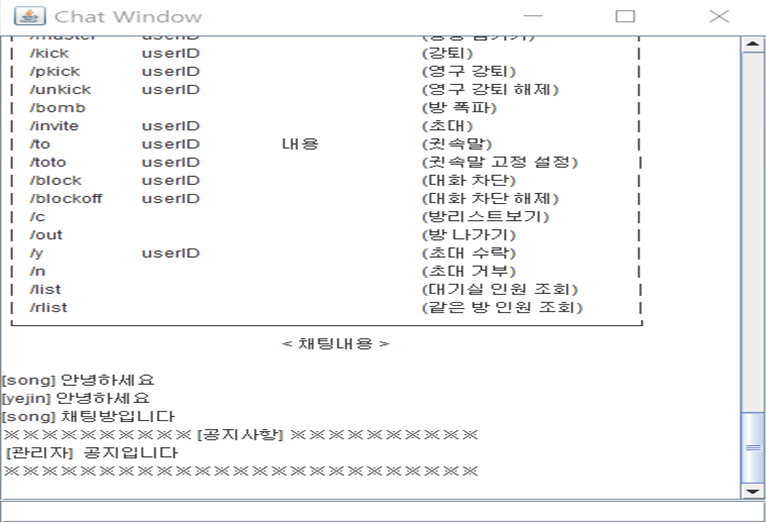 Chat Window
userID
/kick userID (강퇴)
/pkick userID (영구 강퇴)
/unkick userID (영구 강퇴 해제)
/bomb (방 폭파)
/invite userID (초대)
/to userID 내용 (귓속말)
/toto userID (귓속말 고정 설정)
/block userID (대화 차단)
/blockoff userID (대화 차단 해제)
/c (방리스트보기)
/out (방 나가기)
/y userID (초대 수락)
/n (초대 거부)
/list (대기실 인원 조회)
/rlist (같은 방 인원 조회)
< 채팅내용 >
[song] 안녕하세요
[yejin] 안녕하세요
[song] 채팅방입니다
※※※※※※※※※※ [공지사항] ※※※※※※※※※※
[관리자] 공지입니다
※※※※※※※※※※※※※※※※※※※※※※※※※